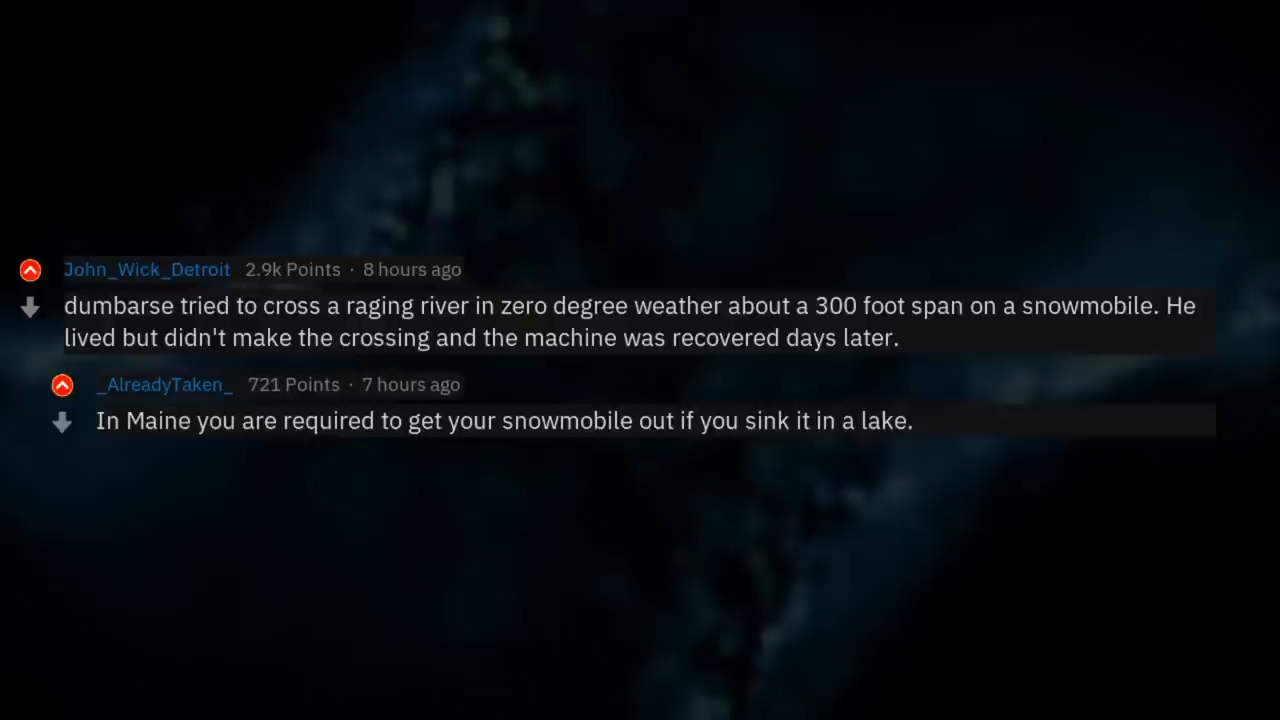 John_Wick_Detroit 2.9k Points · 8 hours ago
dumbarse tried to cross a raging river in zero degree weather about a 300 foot span on a snowmobile. He
lived but didn't make the crossing and the machine was recovered days later.
_AlreadyTaken_ 721 Points · 7 hours ago
In Maine you are required to get your snowmobile out if you sink it in a lake.